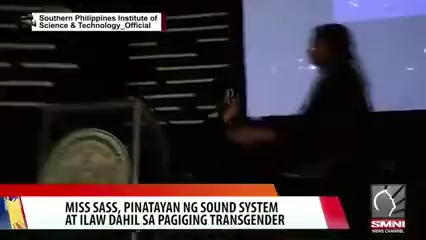 Southern Philippines Institute of
Science & Technology_Official
MISS SASS, PINATAYAN NG SOUND SYSTEM
AT ILAW DAHIL SA PAGIGING TRANSGENDER
SMNI
NEWS CHANNEL